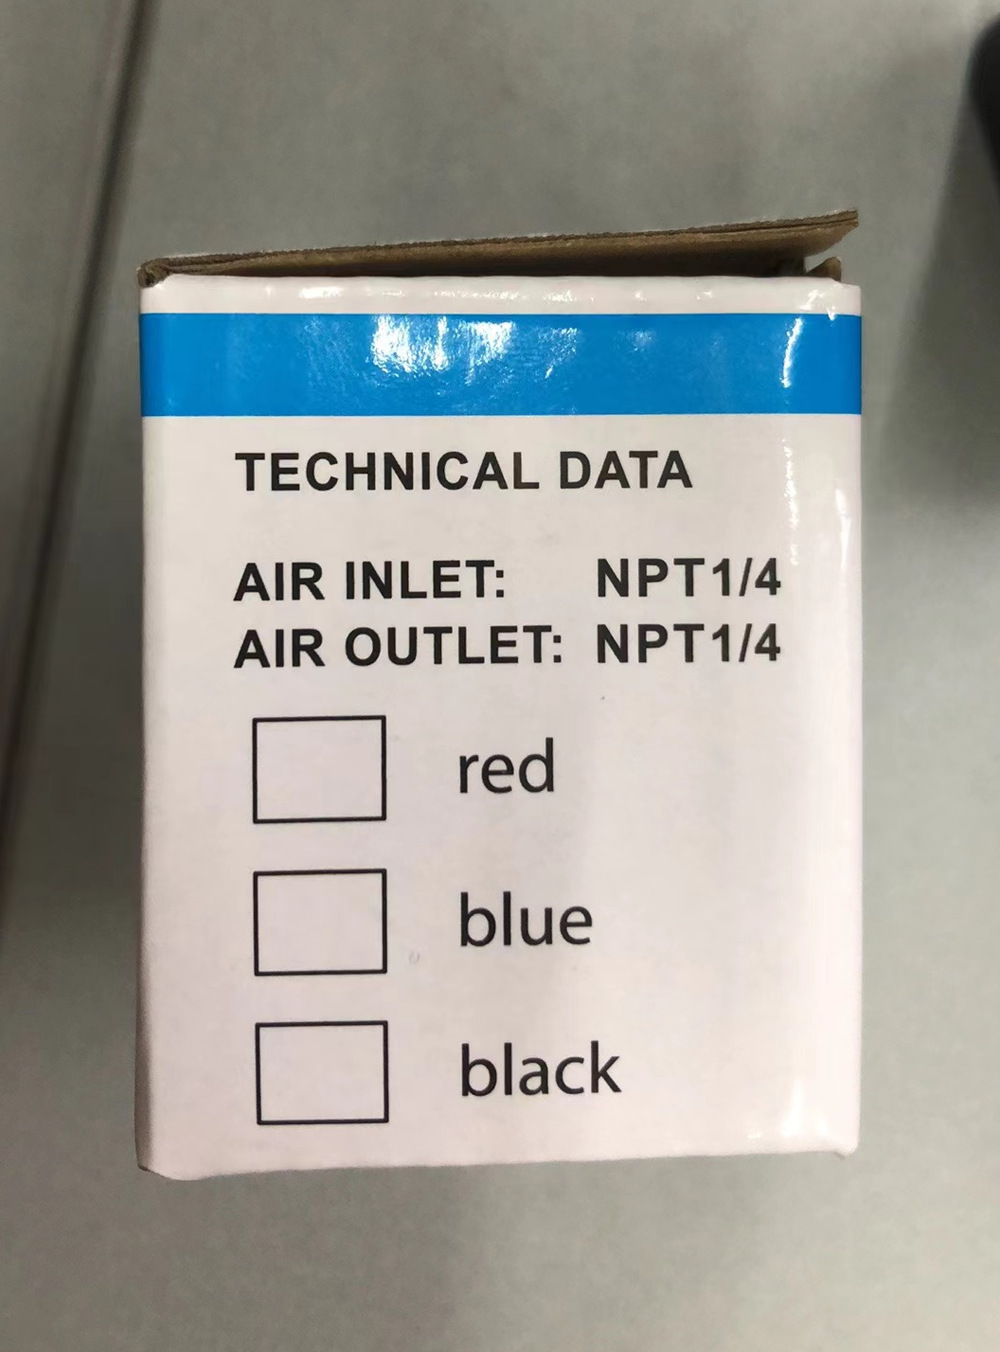 TECHNICAL DATA
AIR INLET: NPT1/4
AIR OUTLET: NPT1/4
red
blue
black